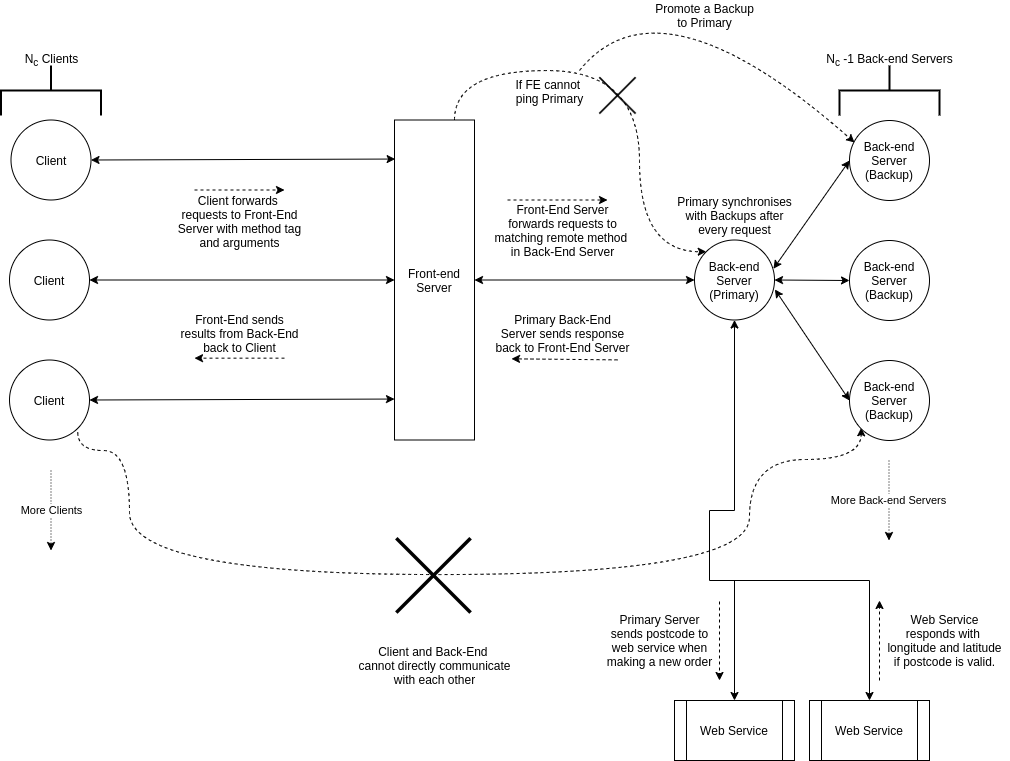 Promote a Backup
to Primary
N_c Clients
N_c -1 Back-end Servers
If FE cannot
ping Primary
Client
Client forwards
requests to Front-End
Server with method tag
and arguments
Front-End Server
forwards requests to
matching remote method
in Back-End Server
Primary synchronises
with Backups after
every request
Back-end
Server
(Backup)
Client
Front-end
Server
Back-end
Server
(Primary)
Back-end
Server
(Backup)
Front-End sends
results from Back-End
back to Client
Primary Back-End
Server sends response
back to Front-End Server
Client
Back-end
Server
(Backup)
More Clients
More Back-end Servers
Client and Back-End
cannot directly communicate
with each other
Primary Server
sends postcode to
web service when
making a new order
Web Service
responds with
longitude and latitude
if postcode is valid.
Web Service
Web Service